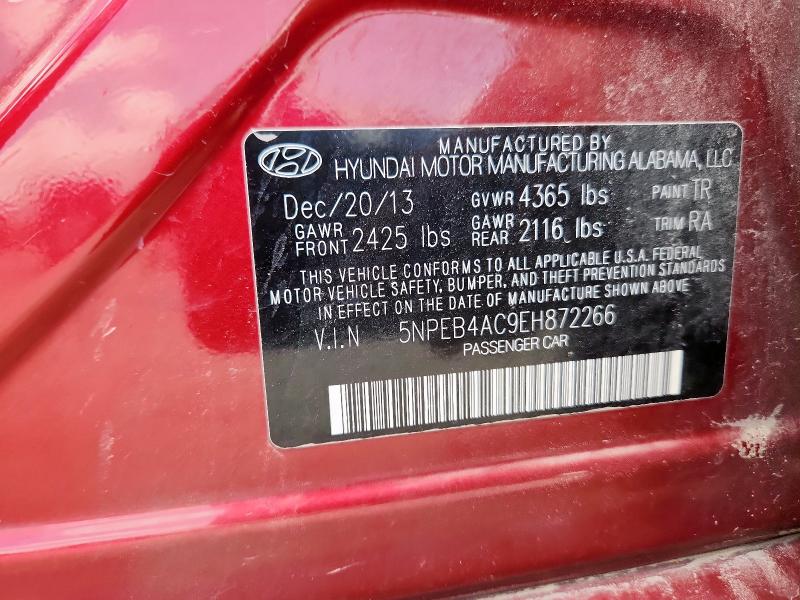 MANUFACTURED BY
HYUNDAI MOTOR MANUFACTURING ALABAMA, LLC
Dec/20/13 GVWR 4365 lbs PAINT TR
GAWR FRONT 2425 lbs GAWR REAR 2116 lbs TRIM RA
THIS VEHICLE CONFORMS TO ALL APPLICABLE U.S.A. FEDERAL
MOTOR VEHICLE SAFETY, BUMPER, AND THEFT PREVENTION STANDARDS
IN EFFECT ON THE DATE OF MANUFACTURE SHOWN ABOVE
V.I.N 5NPEB4AC9EH872266
PASSENGER CAR